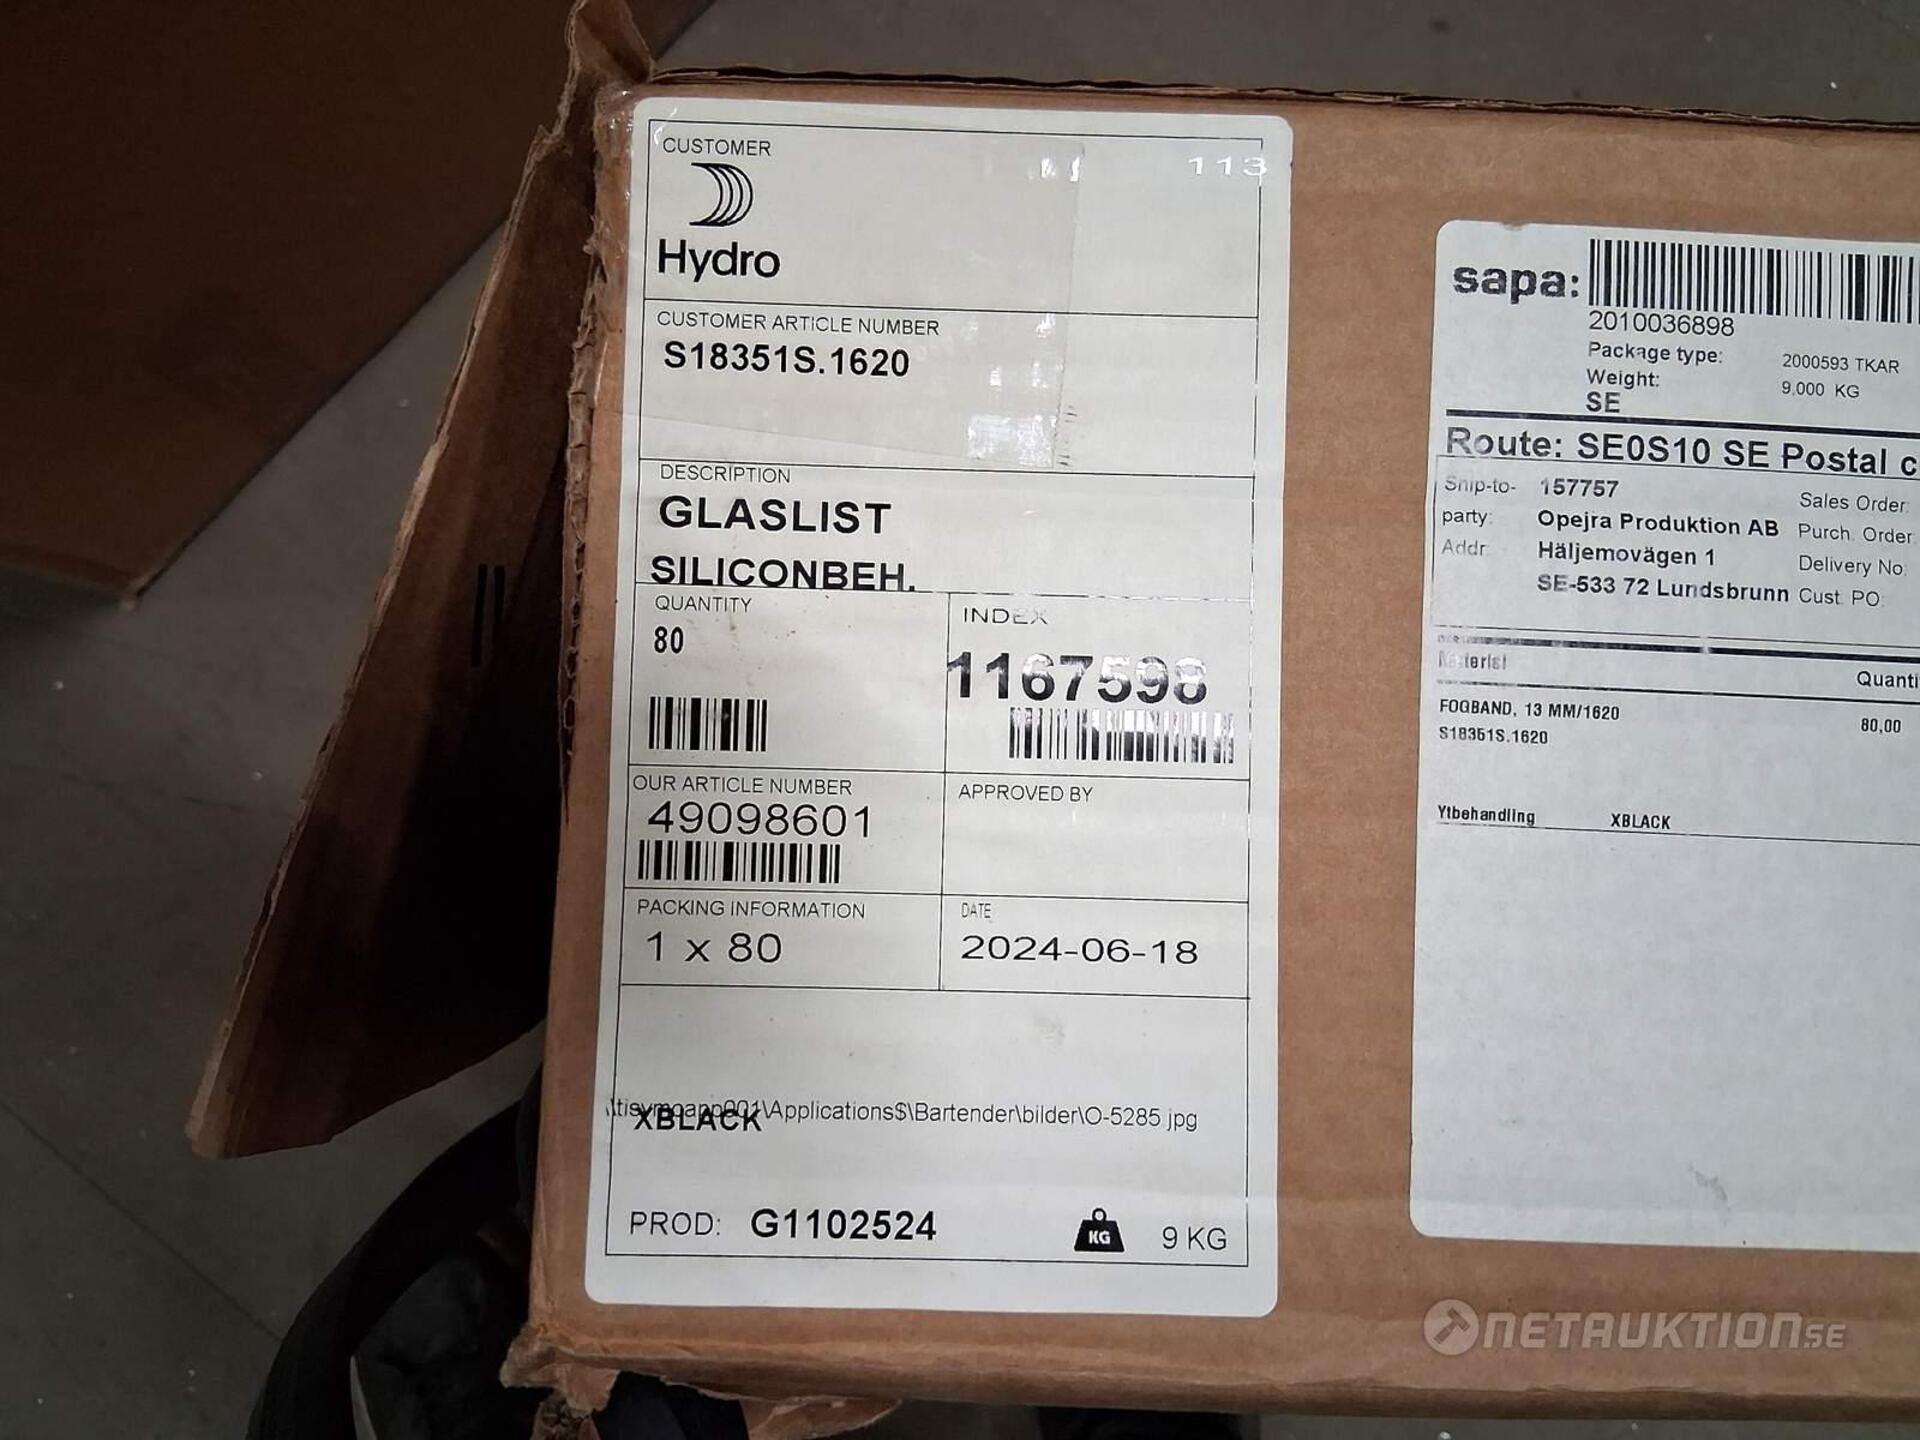 CUSTOMER
113
Hydro
CUSTOMER ARTICLE NUMBER
S18351S.1620
DESCRIPTION
GLASLIST
SILICONBEH.
QUANTITY
80
INDEX
1167598
OUR ARTICLE NUMBER
49098601
APPROVED BY
PACKING INFORMATION
1 x 80
DATE
2024-06-18
XBLACK
\Applications$\Bartender\bilder\O-5285 jpg
PROD: G1102524
KG
9 KG
sapa:
2010036898
Package type: 2000593 TKAR
Weight: 9,000 KG
SE
Route: SE0S10 SE Postal c
Ship-to- 157757 Sales Order:
party: Opejra Produktion AB Purch. Order:
Addr: Häljemovägen 1 Delivery No:
SE-533 72 Lundsbrunn Cust. PO:
Quanti
FOGBAND, 13 MM/1620 80,00
S18351S.1620
Ytbehandling XBLACK
NETAUKTION.SE